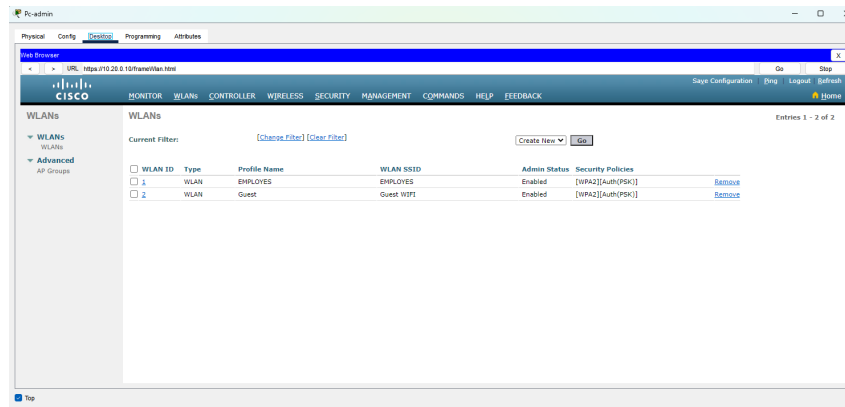 Pc-admin
Physical Config Desktop Programming Attributes
Web Browser X
< > URL https://10.20.0.10/frameWlan.html Go Stop
Save Configuration Ping Logout Refresh
CISCO MONITOR WLANs CONTROLLER WIRELESS SECURITY MANAGEMENT COMMANDS HELP FEEDBACK Home
WLANs WLANs Entries 1 - 2 of 2
WLANs
WLANs
Advanced
AP Groups
Current Filter: [Change Filter] [Clear Filter] Create New Go
WLAN ID Type Profile Name WLAN SSID Admin Status Security Policies
1 WLAN EMPLOYES EMPLOYES Enabled [WPA2][Auth(PSK)] Remove
2 WLAN Guest Guest WIFI Enabled [WPA2][Auth(PSK)] Remove
Top